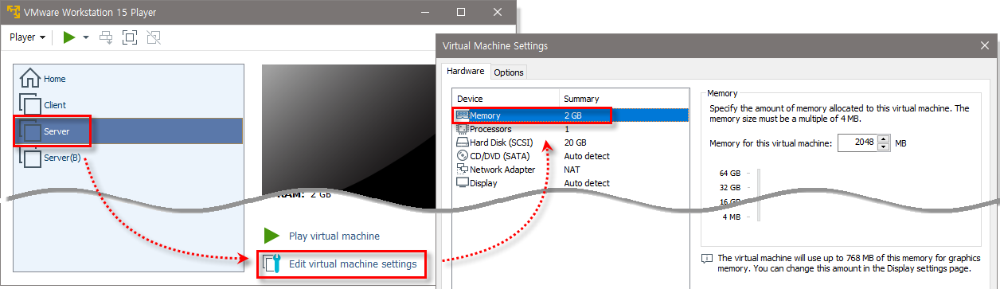 VMware Workstation 15 Player
Player
Home
Client
Server
Server(B)
RAM: 2 GB
Play virtual machine
Edit virtual machine settings
Virtual Machine Settings
Hardware
Options
Device Summary
Memory 2 GB
Processors 1
Hard Disk (SCSI) 20 GB
CD/DVD (SATA) Auto detect
Network Adapter NAT
Display Auto detect
Memory
Specify the amount of memory allocated to this virtual machine. The
memory size must be a multiple of 4 MB.
Memory for this virtual machine: 2048 MB
64 GB
32 GB
16 GB
4 MB
The virtual machine will use up to 768 MB of this memory for graphics
memory. You can change this amount in the Display settings page.